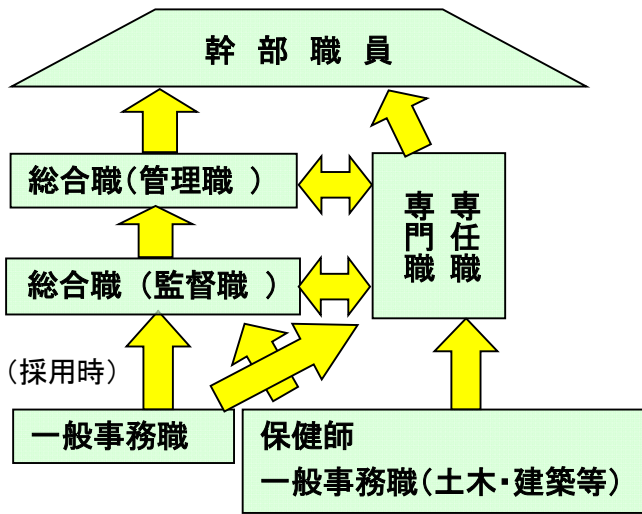 幹 部 職 員
総合職(管理職 )
専任職
専門職
総合職 (監督職 )
(採用時)
一般事務職
保健師
一般事務職(土木・建築等)